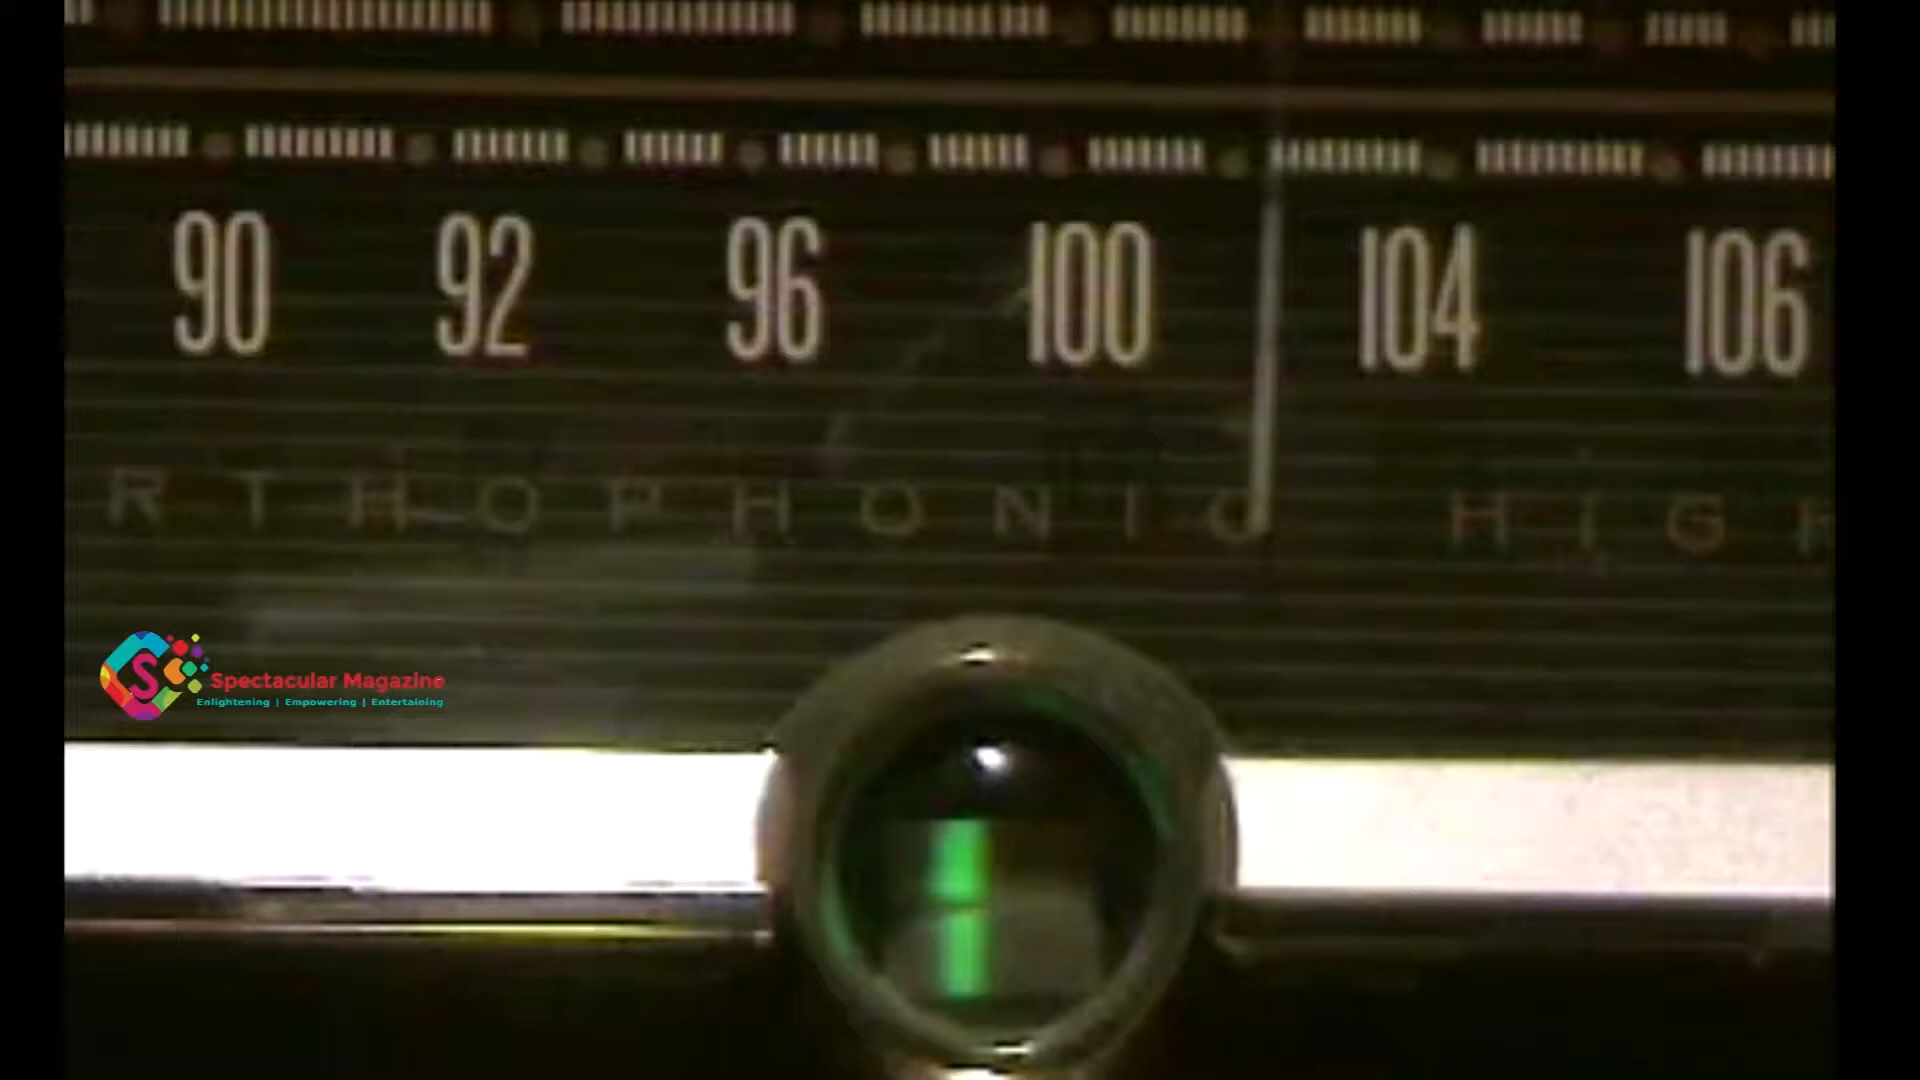 90 92 96 100 104 106
RTHOPHONIC HIGH
Spectacular Magazine
Enlightening | Empowering | Entertaining